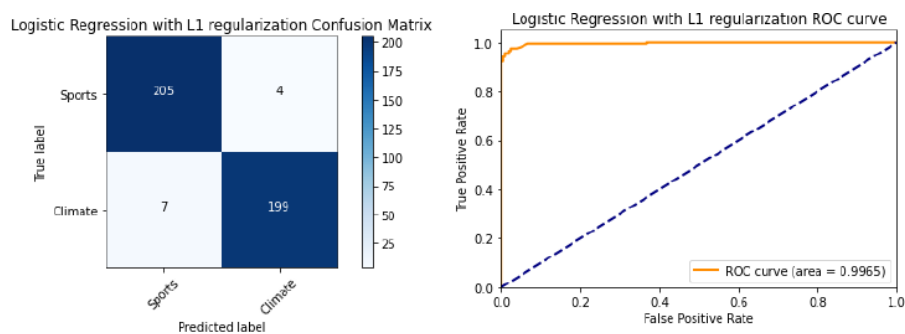 Logistic Regression with L1 regularization Confusion Matrix
Sports
Climate
True label
205
4
7
199
Sports
Climate
Predicted label
200
175
150
125
100
75
50
25
Logistic Regression with L1 regularization ROC curve
True Positive Rate
1.0
0.8
0.6
0.4
0.2
0.0
0.0
0.2
0.4
0.6
0.8
1.0
False Positive Rate
ROC curve (area = 0.9965)